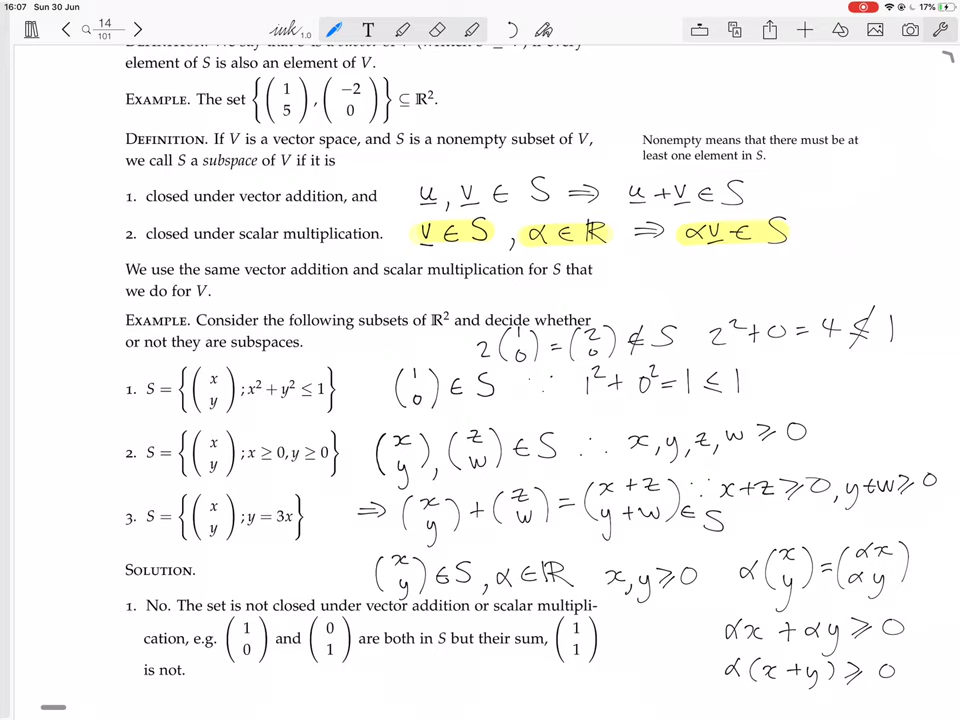 16:07 Sun 30 Jun
17%
14
101
ink 1.0
T
element of S is also an element of V.
EXAMPLE. The set {(1 5), (−2 0)} ⊆ ℝ².
DEFINITION. If V is a vector space, and S is a nonempty subset of V,
we call S a subspace of V if it is
Nonempty means that there must be at
least one element in S.
1. closed under vector addition, and
u, v ∈ S ⇒ u + v ∈ S
2. closed under scalar multiplication.
v ∈ S, α ∈ ℝ ⇒ αv ∈ S
We use the same vector addition and scalar multiplication for S that
we do for V.
EXAMPLE. Consider the following subsets of ℝ² and decide whether
or not they are subspaces.
2(1 0) = (2 0) ∉ S 2² + 0 = 4 ≰ 1
1. S = {(x y); x² + y² ≤ 1}
(1 0) ∈ S ∵ 1² + 0² = 1 ≤ 1
2. S = {(x y); x ≥ 0, y ≥ 0}
(x y), (z w) ∈ S ∴ x, y, z, w ≥ 0
3. S = {(x y); y = 3x}
⇒ (x y) + (z w) = (x + z y + w) ∈ S ∵ x + z ≥ 0, y + w ≥ 0
SOLUTION.
(x y) ∈ S, α ∈ ℝ x, y ≥ 0 α(x y) = (αx αy)
1. No. The set is not closed under vector addition or scalar multipli-
cation, e.g. (1 0) and (0 1) are both in S but their sum, (1 1)
is not.
αx + αy ≥ 0
α(x + y) ≥ 0